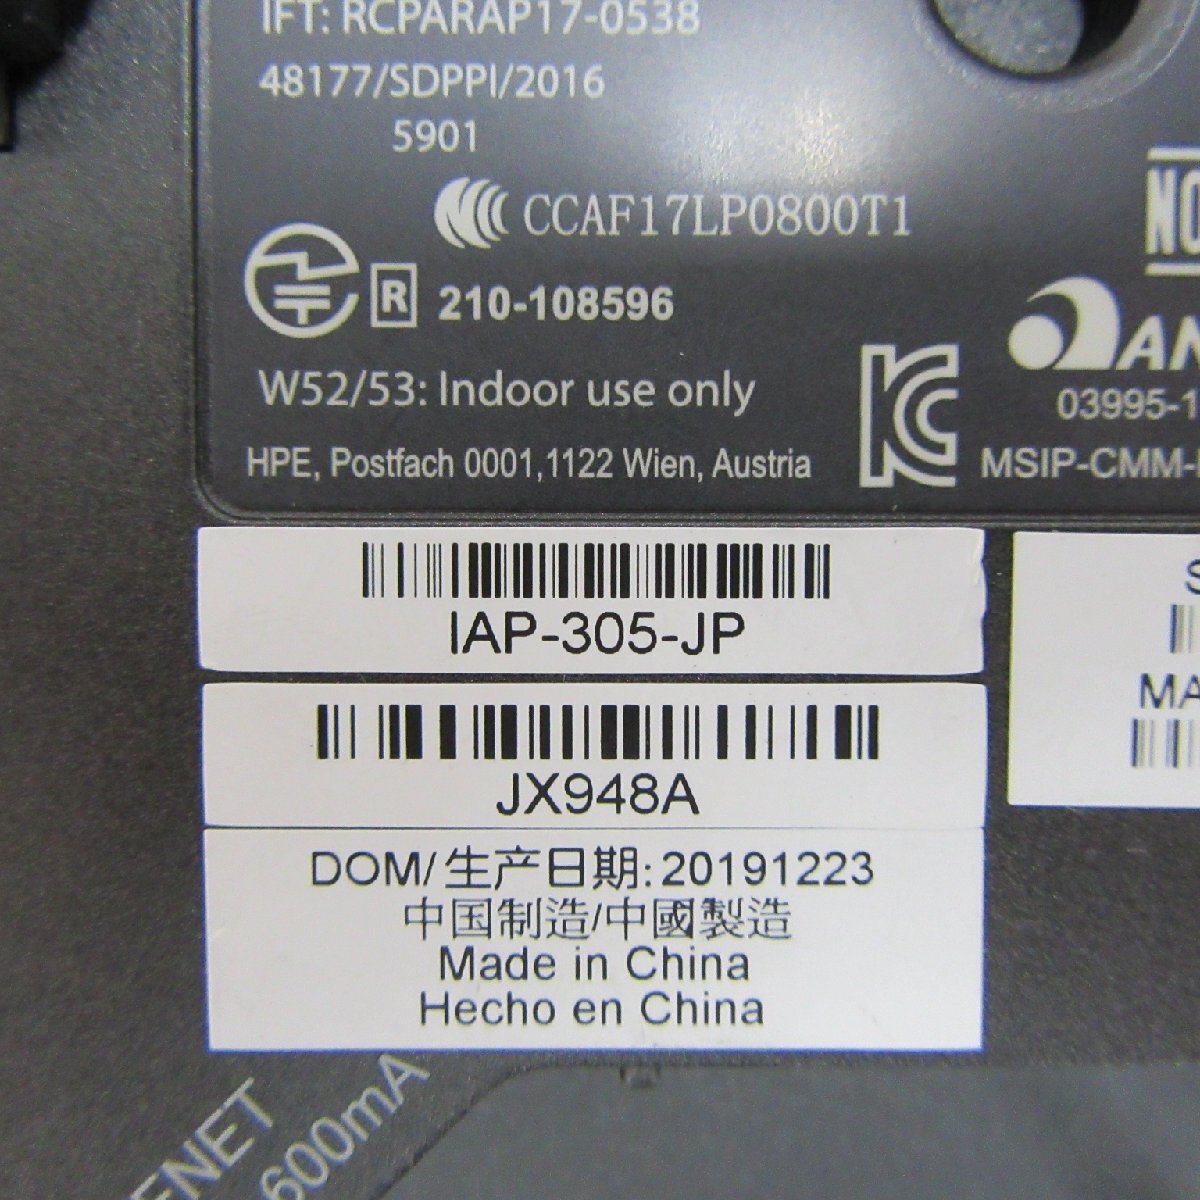 IFT: RCPARAP17-0538
48177/SDPPI/2016
5901
CCAF17LP0800T1
R 210-108596
W52/53: Indoor use only
HPE, Postfach 0001,1122 Wien, Austria
03995-1
MSIP-CMM-
IAP-305-JP
JX948A
DOM/生产日期: 20191223
中国制造/中國製造
Made in China
Hecho en China
600mA